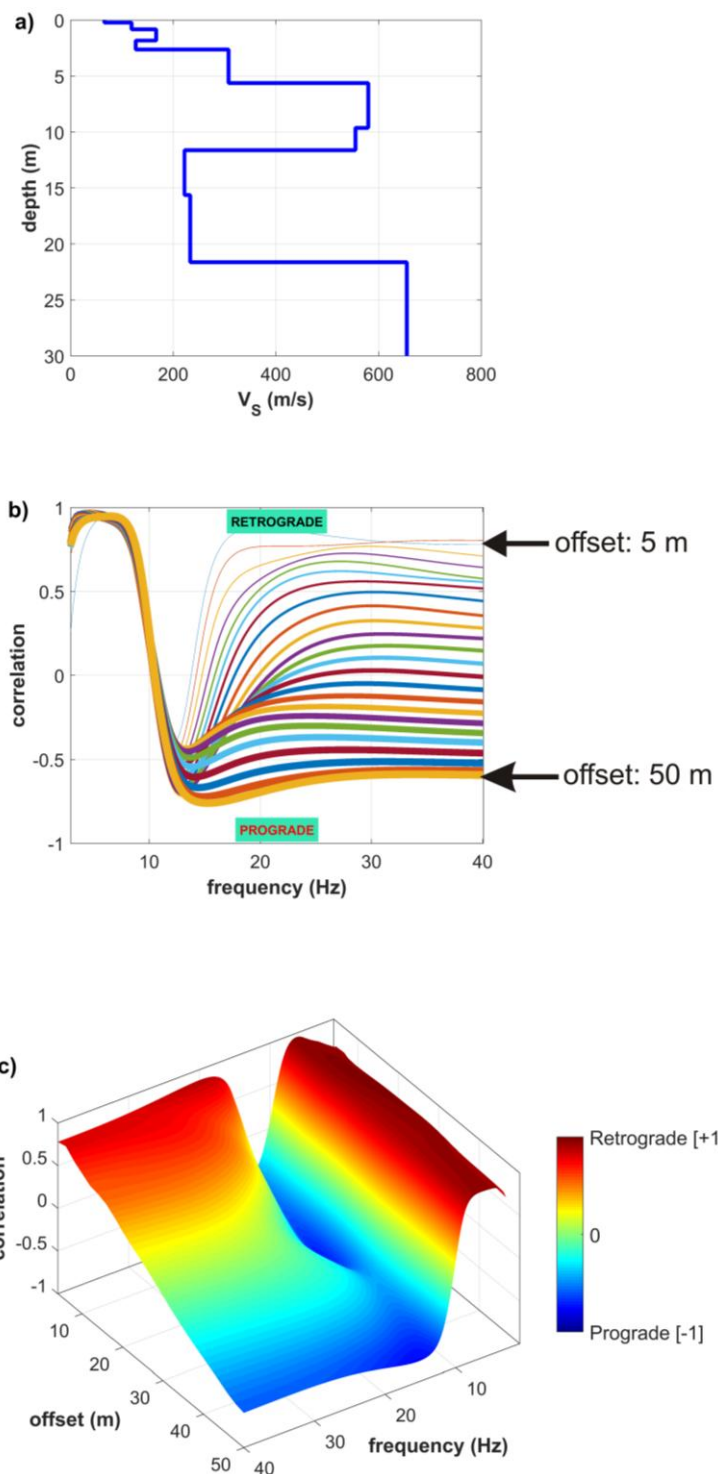 a)
0
5
10
15
20
25
30
depth (m)
0 200 400 600 800
V_S (m/s)
b)
1
0.5
0
-0.5
-1
correlation
RETROGRADE
PROGRADE
offset: 5 m
offset: 50 m
10 20 30 40
frequency (Hz)
c)
1
0.5
0
-0.5
-1
correlation
10
20
30
40
50
offset (m)
40
30
20
10
frequency (Hz)
Retrograde [+1
0
Prograde [-1]